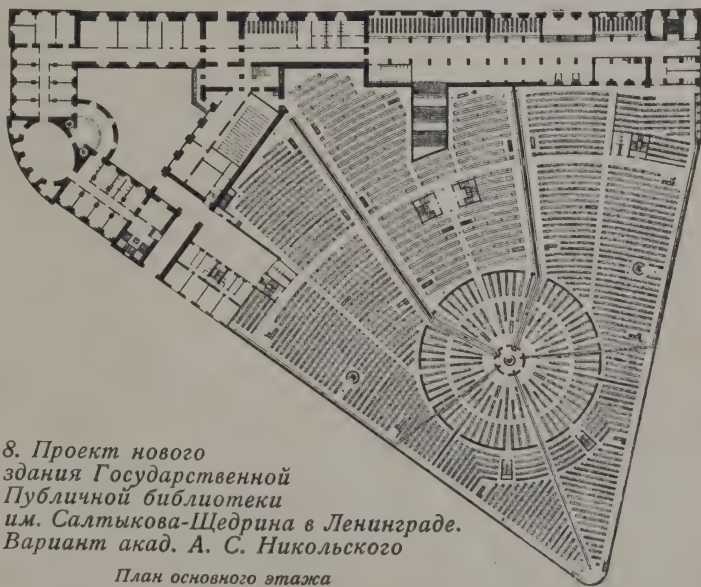 8. Проект нового
здания Государственной
Публичной библиотеки
им. Салтыкова-Щедрина в Ленинграде.
Вариант акад. А. С. Никольского
План основного этажа